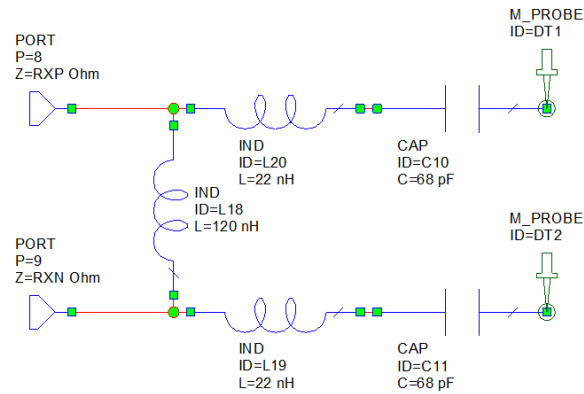 M_PROBE
ID=DT1
PORT
P=8
Z=RXP Ohm
IND
ID=L20
L=22 nH
CAP
ID=C10
C=68 pF
IND
ID=L18
L=120 nH
M_PROBE
ID=DT2
PORT
P=9
Z=RXN Ohm
IND
ID=L19
L=22 nH
CAP
ID=C11
C=68 pF